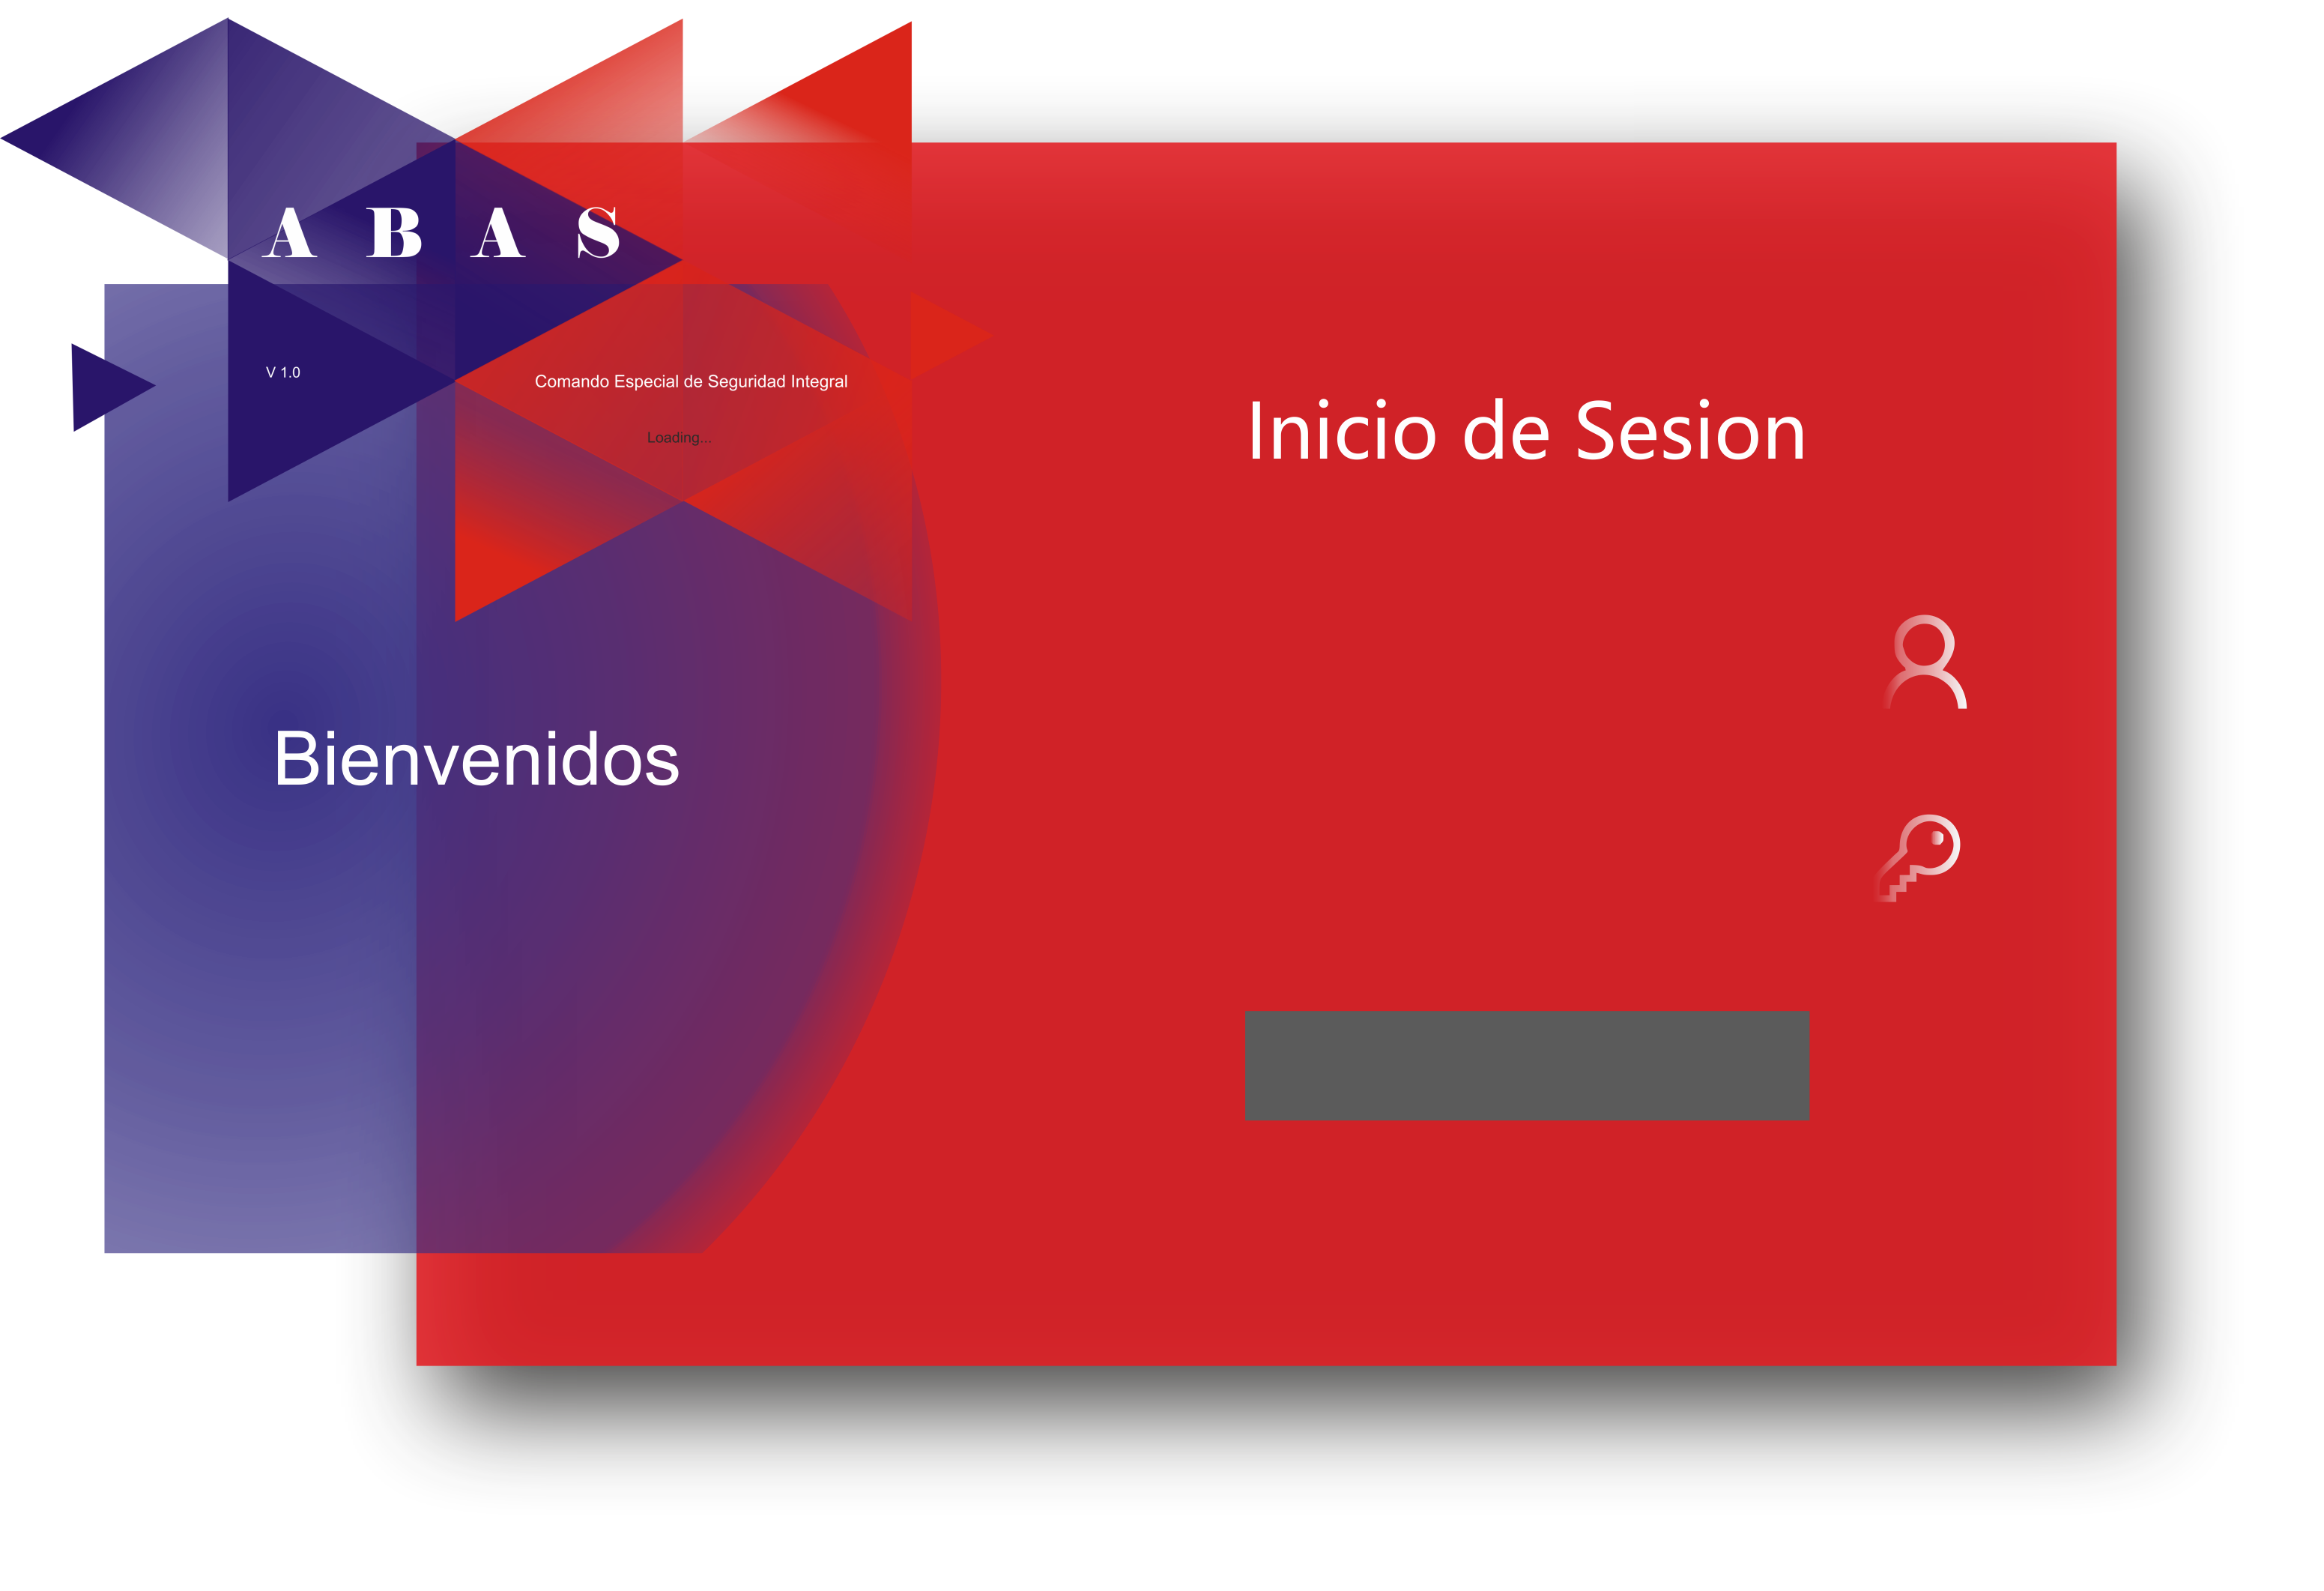 A B A S
V 1.0
Comando Especial de Seguridad Integral
Loading...
Inicio de Sesion
Bienvenidos